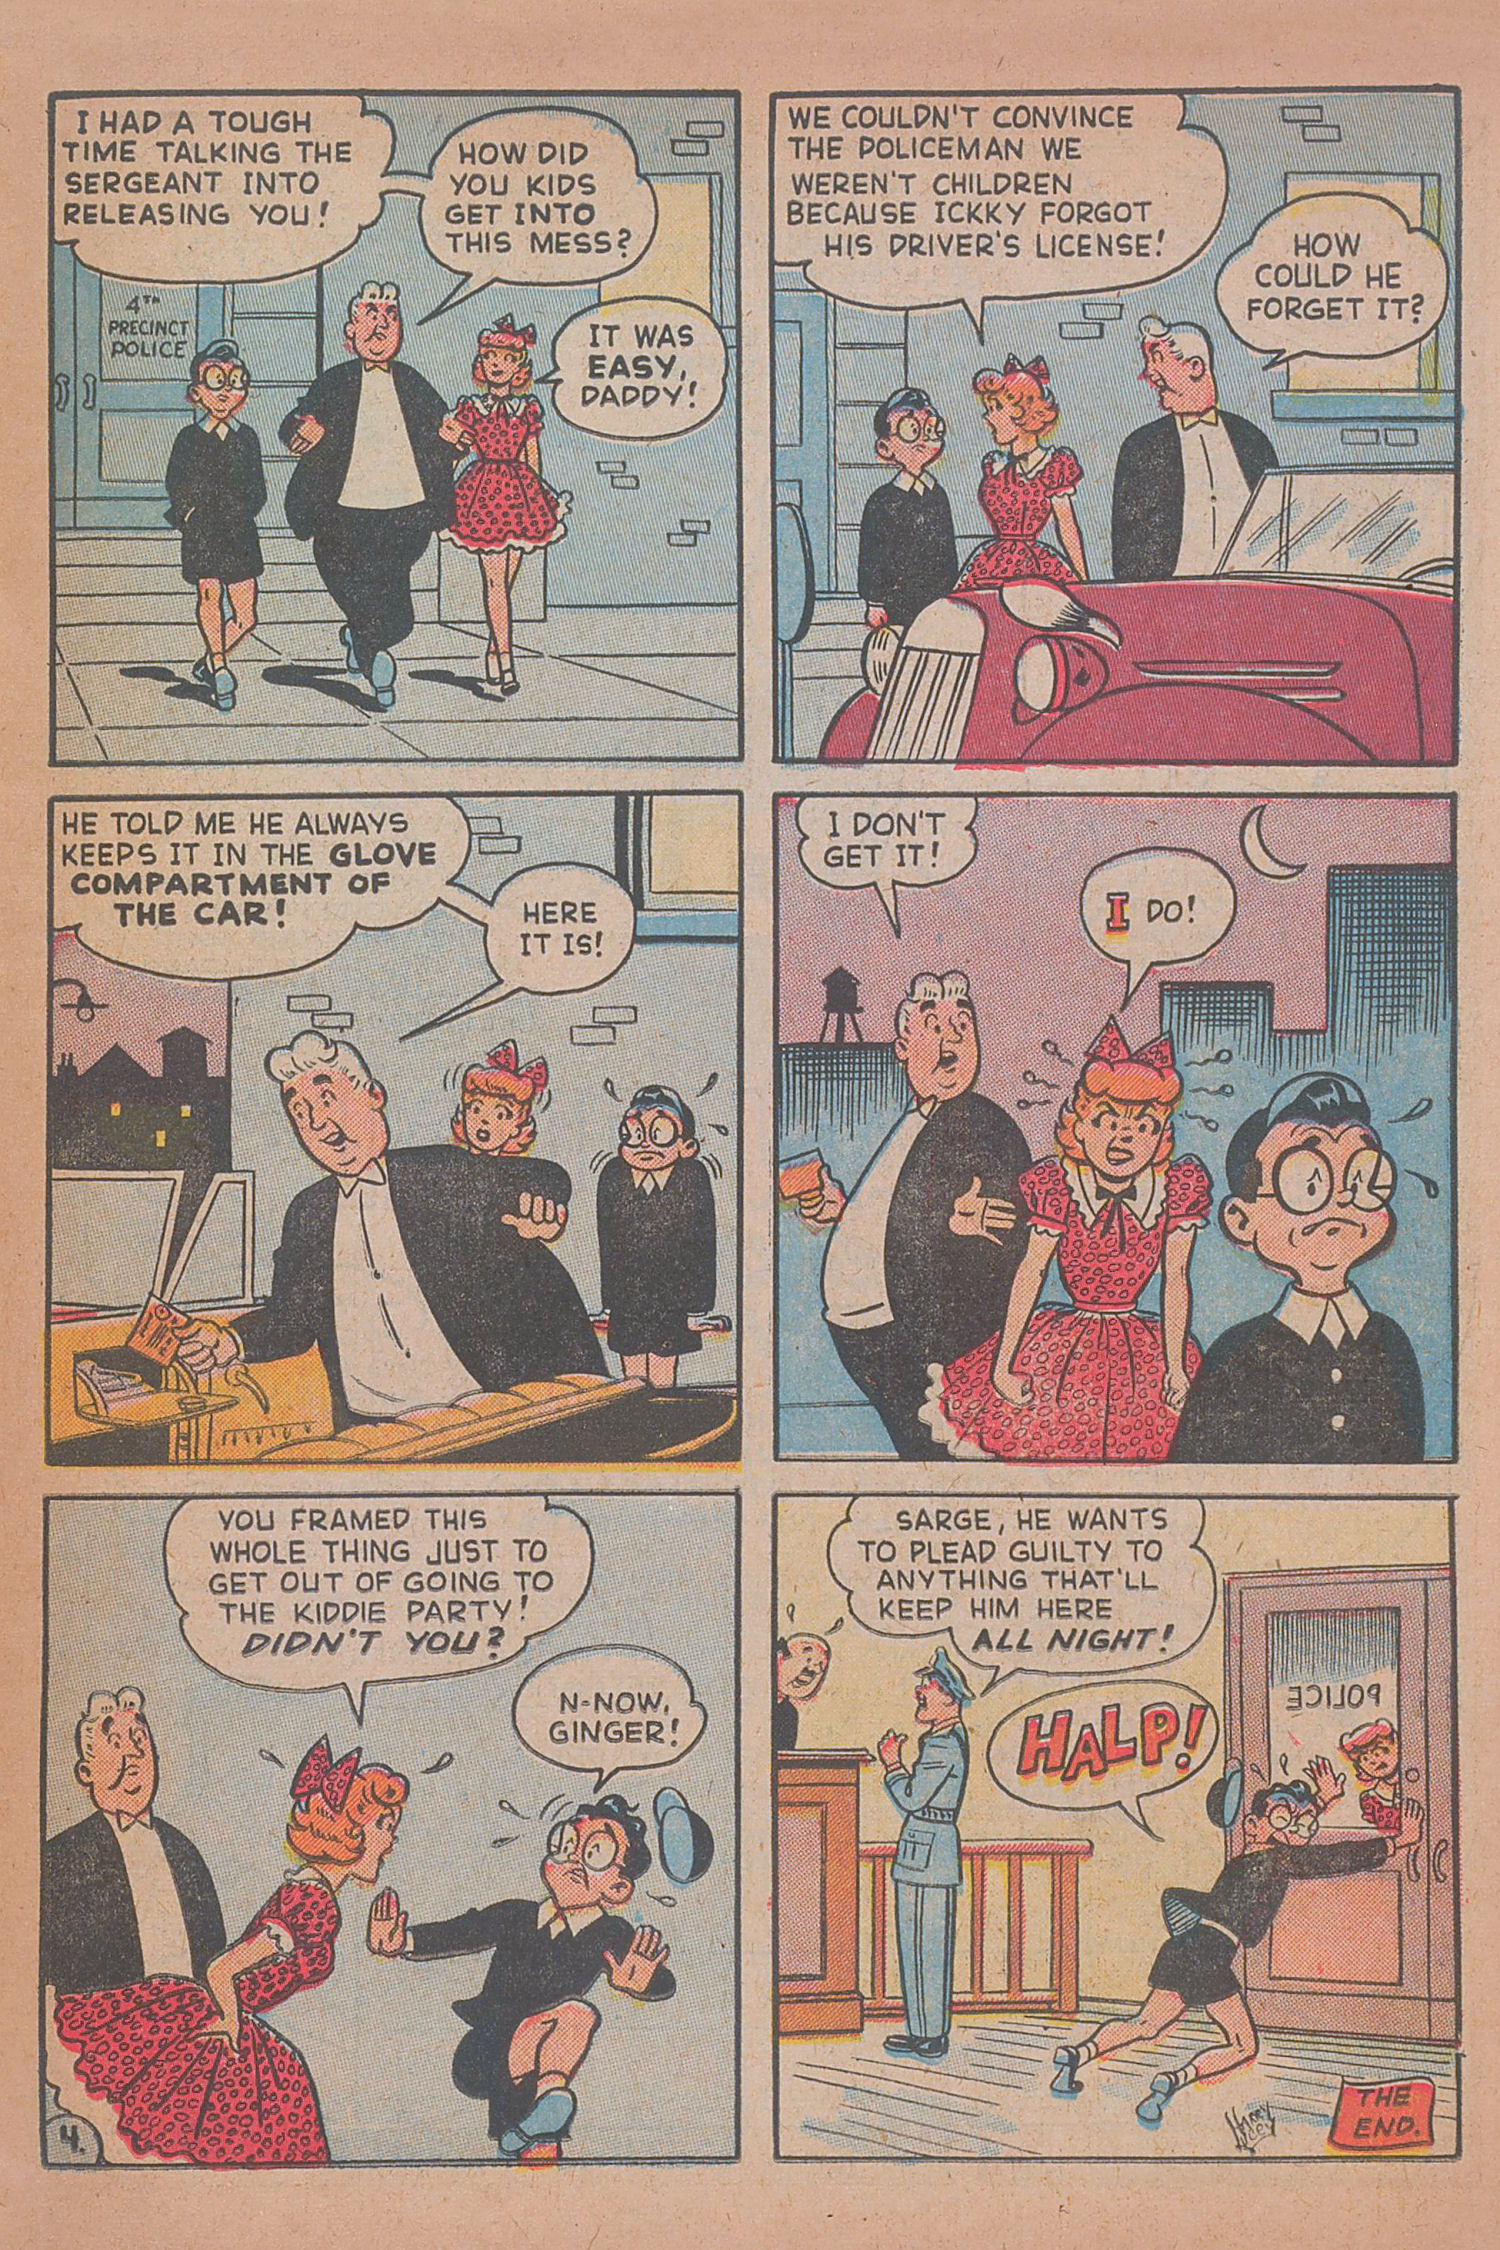 I HAD A TOUGH
TIME TALKING THE
SERGEANT INTO
RELEASING YOU!
HOW DID
YOU KIDS
GET INTO
THIS MESS?
IT WAS
EASY,
DADDY!
4TH
PRECINCT
POLICE
WE COULDN'T CONVINCE
THE POLICEMAN WE
WEREN'T CHILDREN
BECAUSE ICKKY FORGOT
HIS DRIVER'S LICENSE!
HOW
COULD HE
FORGET IT?
HE TOLD ME HE ALWAYS
KEEPS IT IN THE GLOVE
COMPARTMENT OF
THE CAR!
HERE
IT IS!
I DON'T
GET IT!
I DO!
YOU FRAMED THIS
WHOLE THING JUST TO
GET OUT OF GOING TO
THE KIDDIE PARTY!
DIDN'T YOU?
N-NOW,
GINGER!
4.
SARGE, HE WANTS
TO PLEAD GUILTY TO
ANYTHING THAT'LL
KEEP HIM HERE
ALL NIGHT!
HALP!
POLICE
THE
END.